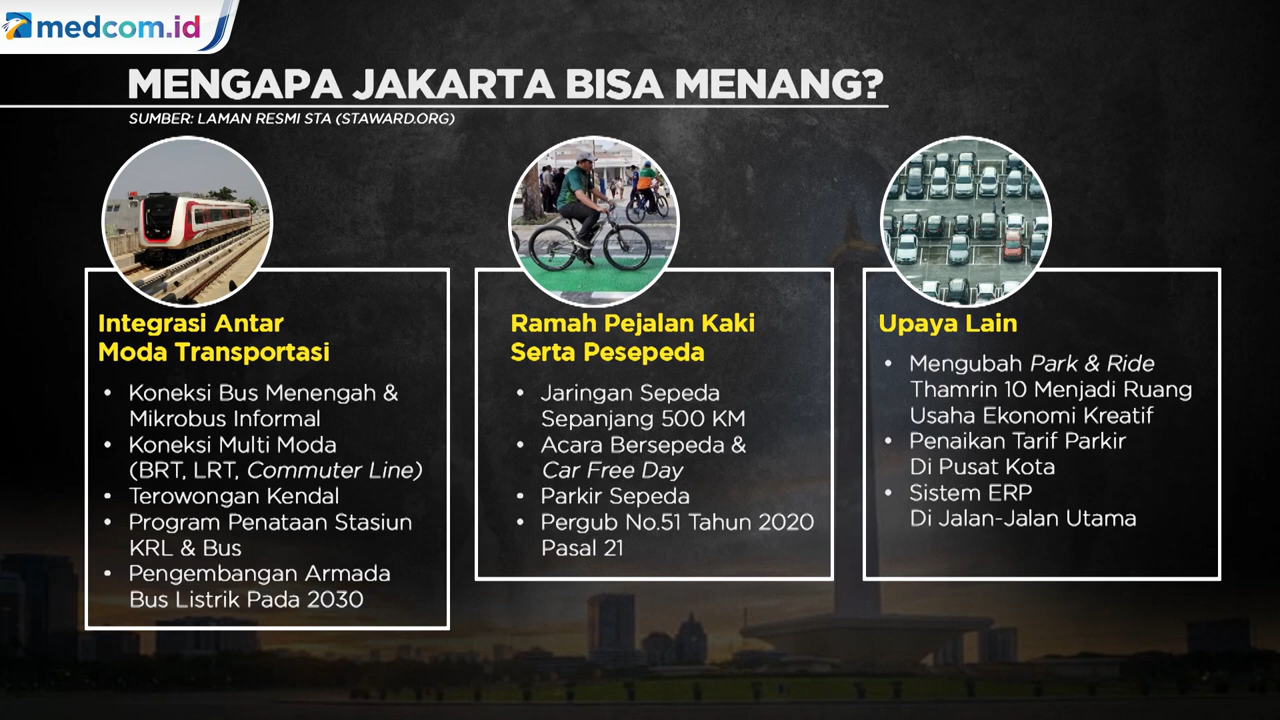 medcom.id
MENGAPA JAKARTA BISA MENANG?
SUMBER: LAMAN RESMI STA (STAWARD.ORG)
Integrasi Antar
Moda Transportasi
• Koneksi Bus Menengah &
Mikrobus Informal
• Koneksi Multi Moda
(BRT, LRT, Commuter Line)
• Terowongan Kendal
• Program Penataan Stasiun
KRL & Bus
• Pengembangan Armada
Bus Listrik Pada 2030
Ramah Pejalan Kaki
Serta Pesepeda
• Jaringan Sepeda
Sepanjang 500 KM
• Acara Bersepeda &
Car Free Day
• Parkir Sepeda
• Pergub No.51 Tahun 2020
Pasal 21
Upaya Lain
• Mengubah Park & Ride
Thamrin 10 Menjadi Ruang
Usaha Ekonomi Kreatif
• Penaikan Tarif Parkir
Di Pusat Kota
• Sistem ERP
Di Jalan-Jalan Utama